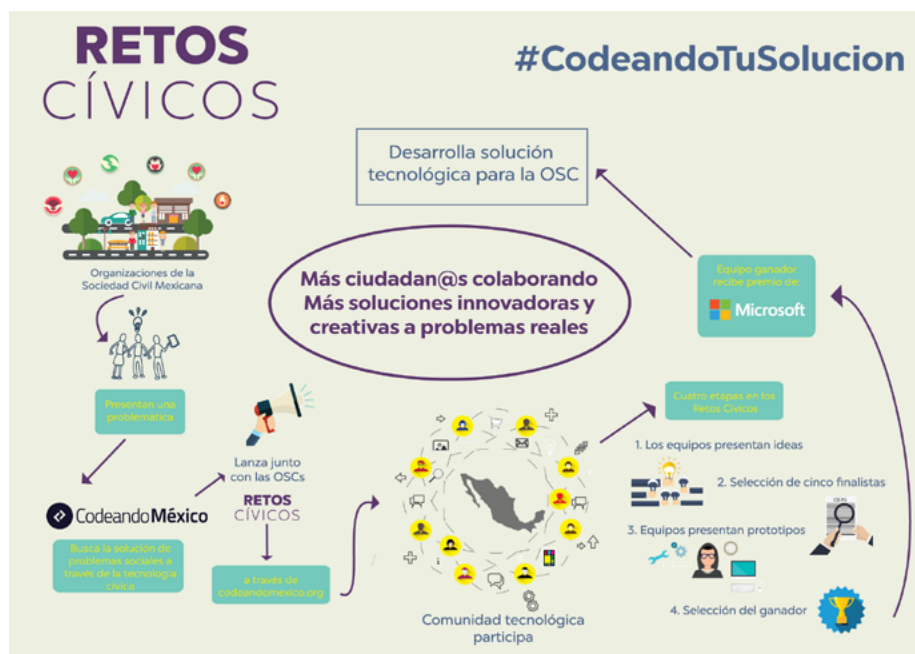 RETOS
CÍVICOS
#CodeandoTuSolucion
Desarrolla solución
tecnológica para la OSC
Organizaciones de la
Sociedad Civil Mexicana
Más ciudadan@s colaborando
Más soluciones innovadoras y
creativas a problemas reales
Equipo ganador
recibe premio de:
Microsoft
Presentan una
problemática
Lanza junto
con las OSCs
CodeandoMéxico
Busca la solución de
problemas sociales a
través de la tecnología
cívica
RETOS
CÍVICOS
a través de
codeandomexico.org
Comunidad tecnológica
participa
Cuatro etapas en los
Retos Cívicos
1. Los equipos presentan ideas
2. Selección de cinco finalistas
3. Equipos presentan prototipos
4. Selección del ganador